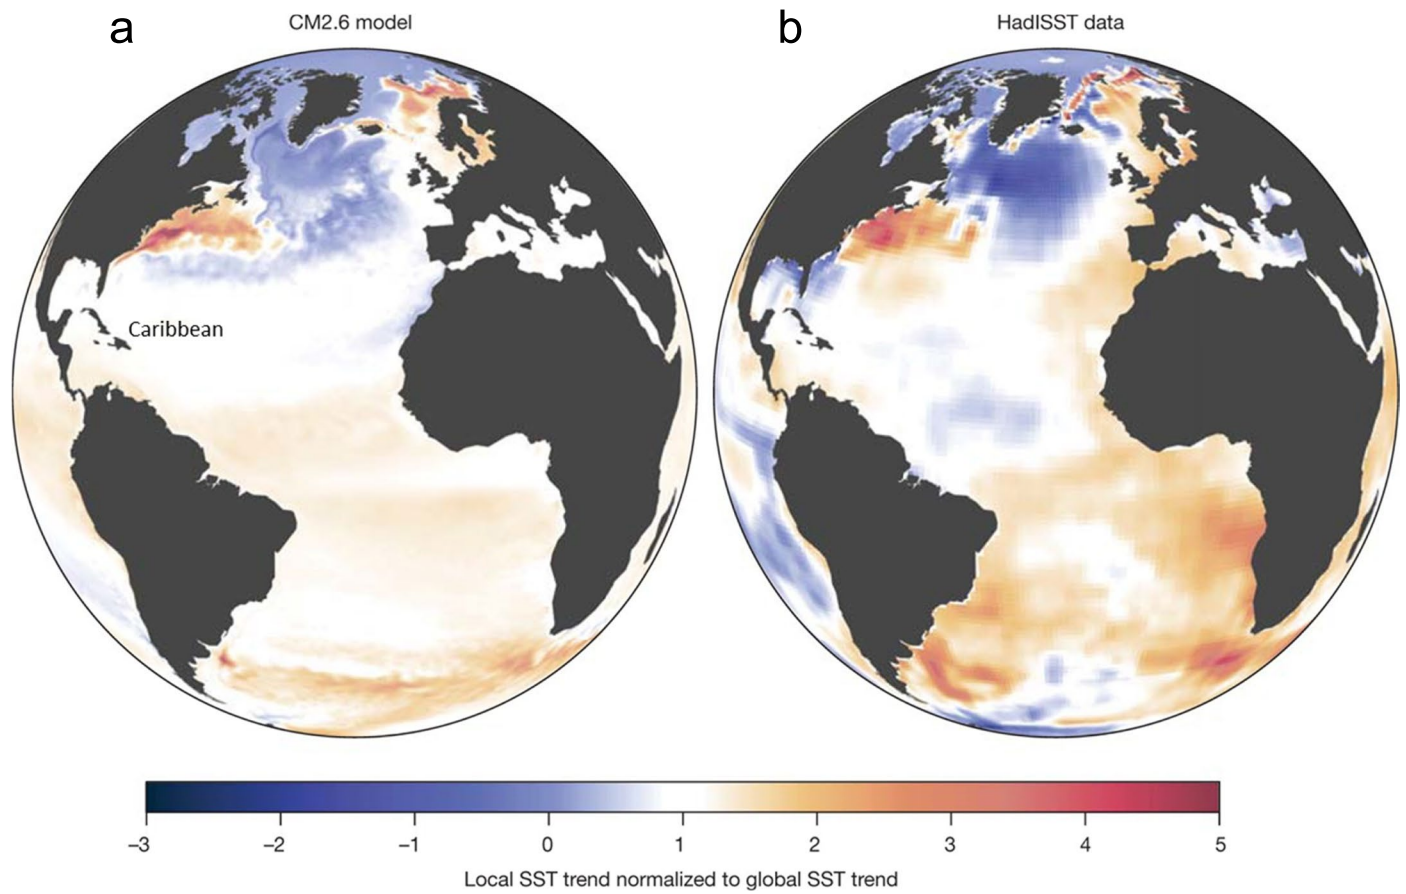 a
CM2.6 model
b
HadISST data
Caribbean
–3 –2 –1 0 1 2 3 4 5
Local SST trend normalized to global SST trend